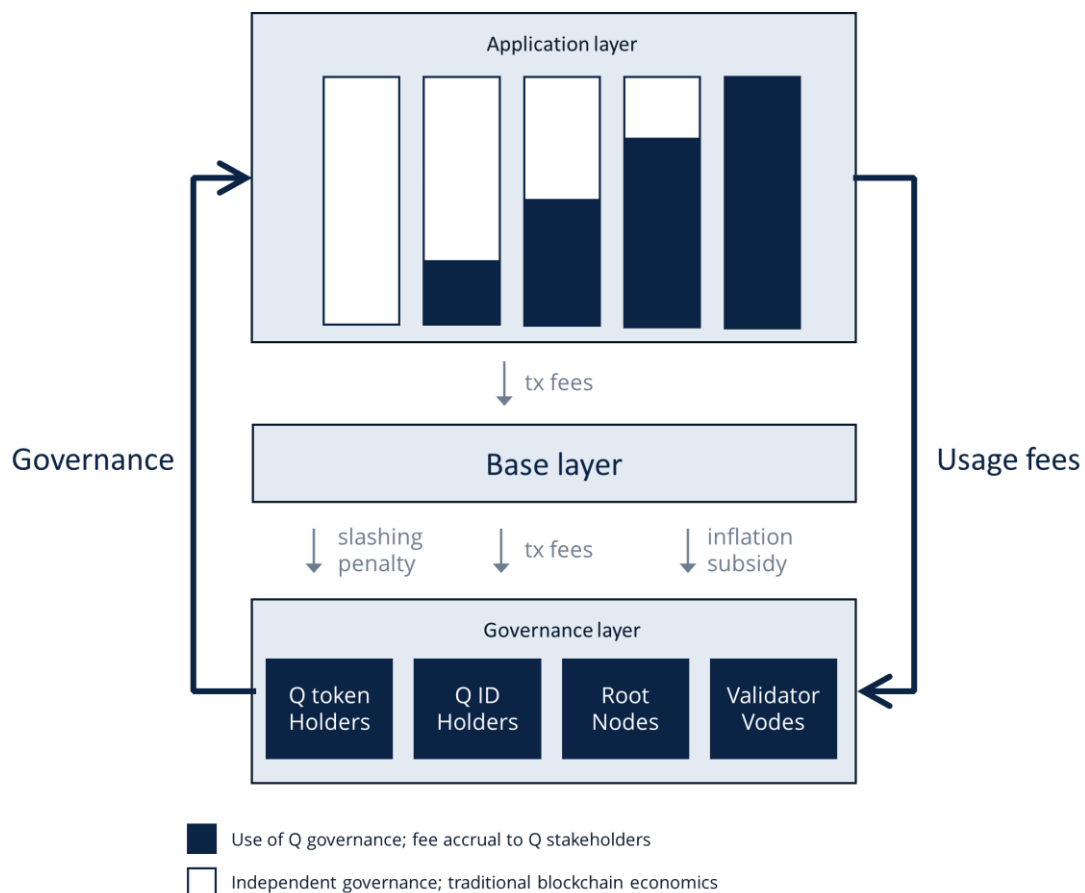 Application layer
tx fees
Governance
Base layer
Usage fees
slashing
penalty
tx fees
inflation
subsidy
Governance layer
Q token
Holders
Q ID
Holders
Root
Nodes
Validator
Vodes
Use of Q governance; fee accrual to Q stakeholders
Independent governance; traditional blockchain economics